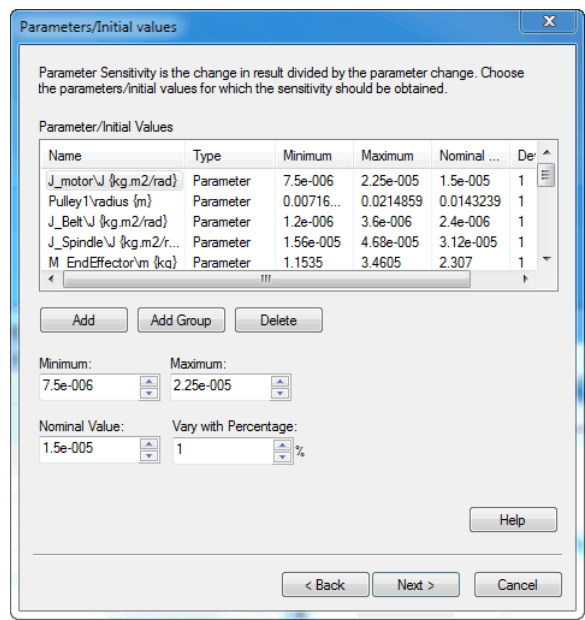 Parameters/Initial values
Parameter Sensitivity is the change in result divided by the parameter change. Choose
the parameters/initial values for which the sensitivity should be obtained.
Parameter/Initial Values
Name Type Minimum Maximum Nominal ... De
J_motor\J {kg.m2/rad} Parameter 7.5e-006 2.25e-005 1.5e-005 1
Pulley1\radius {m} Parameter 0.00716... 0.0214859 0.0143239 1
J_Belt\J {kg.m2/rad} Parameter 1.2e-006 3.6e-006 2.4e-006 1
J_Spindle\J {kg.m2/r... Parameter 1.56e-005 4.68e-005 3.12e-005 1
M_EndEffector\m {kg} Parameter 1.1535 3.4605 2.307 1
Add Add Group Delete
Minimum: Maximum:
7.5e-006 2.25e-005
Nominal Value: Vary with Percentage:
1.5e-005 1 %
Help
< Back Next > Cancel